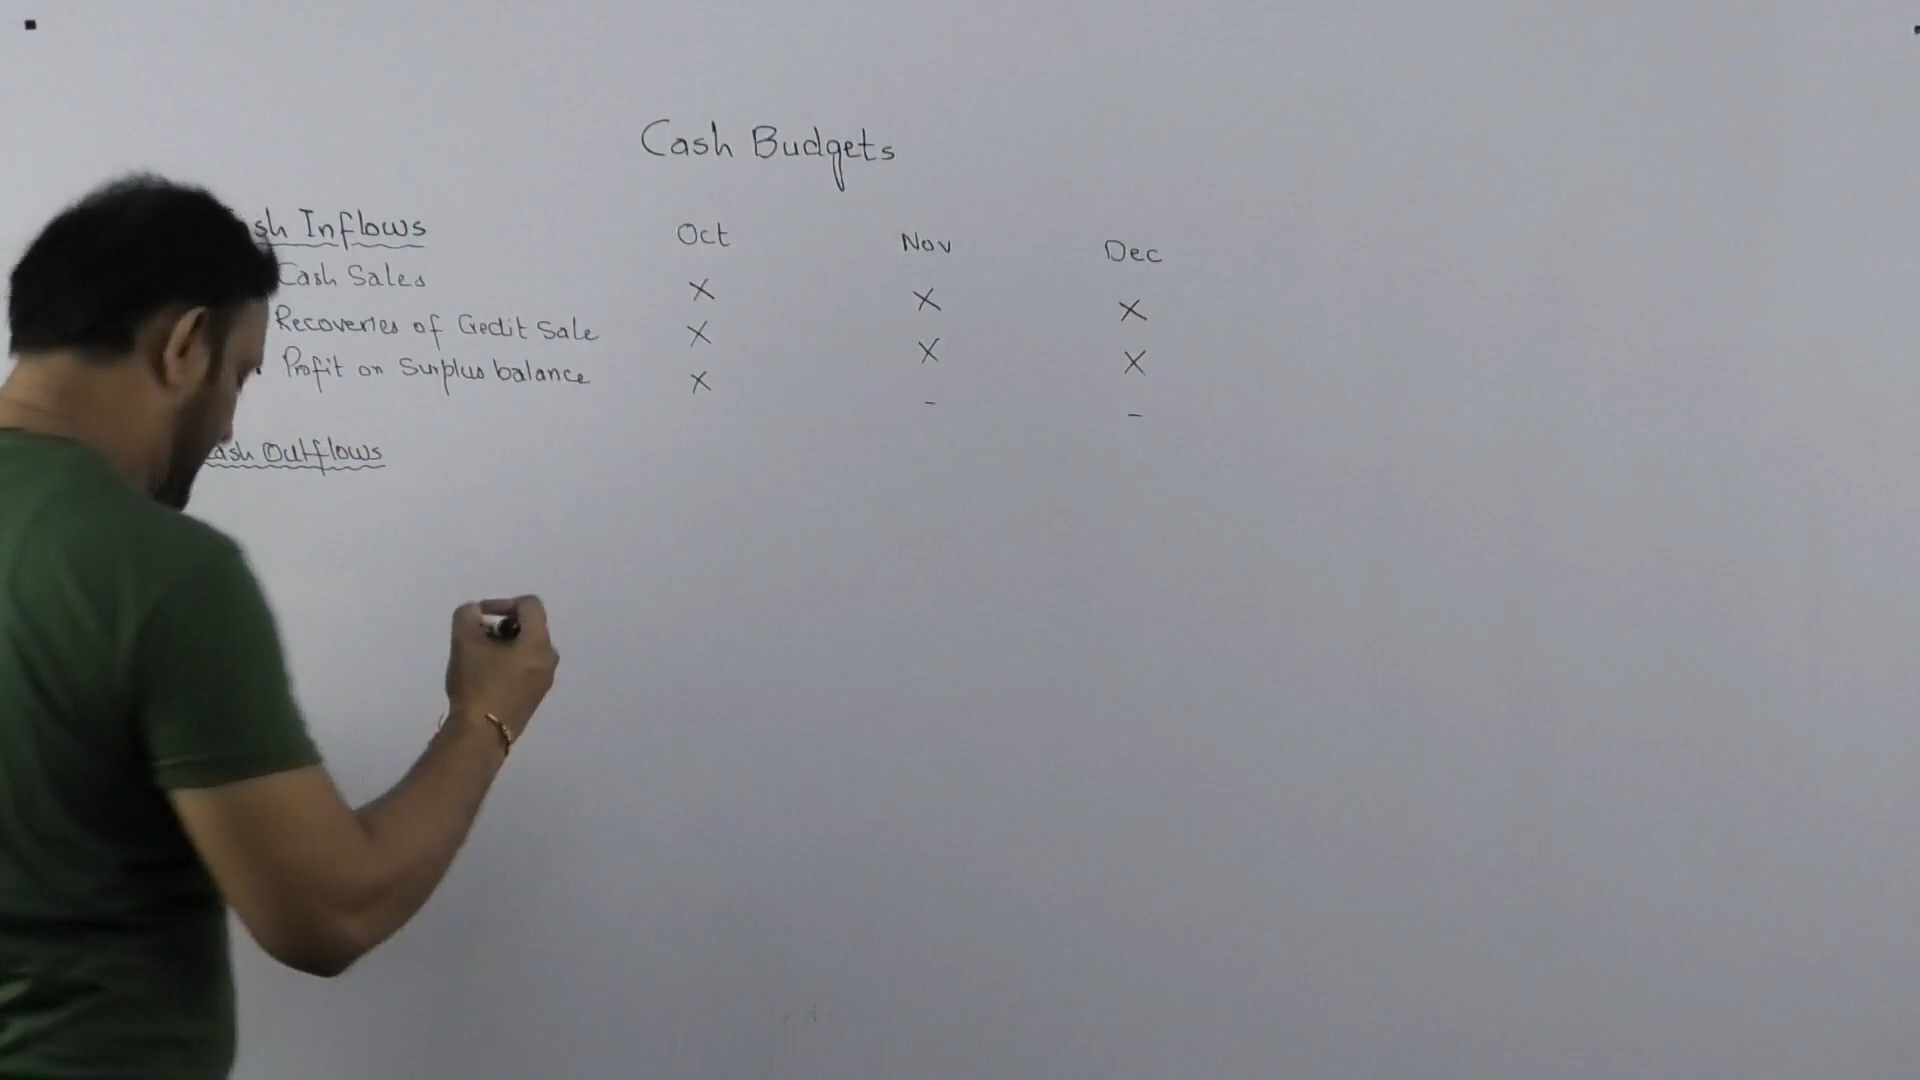 Cash Budgets
sh Inflows Oct Nov Dec
Cash Sales X X X
Recoveries of Credit Sale X X X
Profit on Surplus balance X - -
ash Outflows